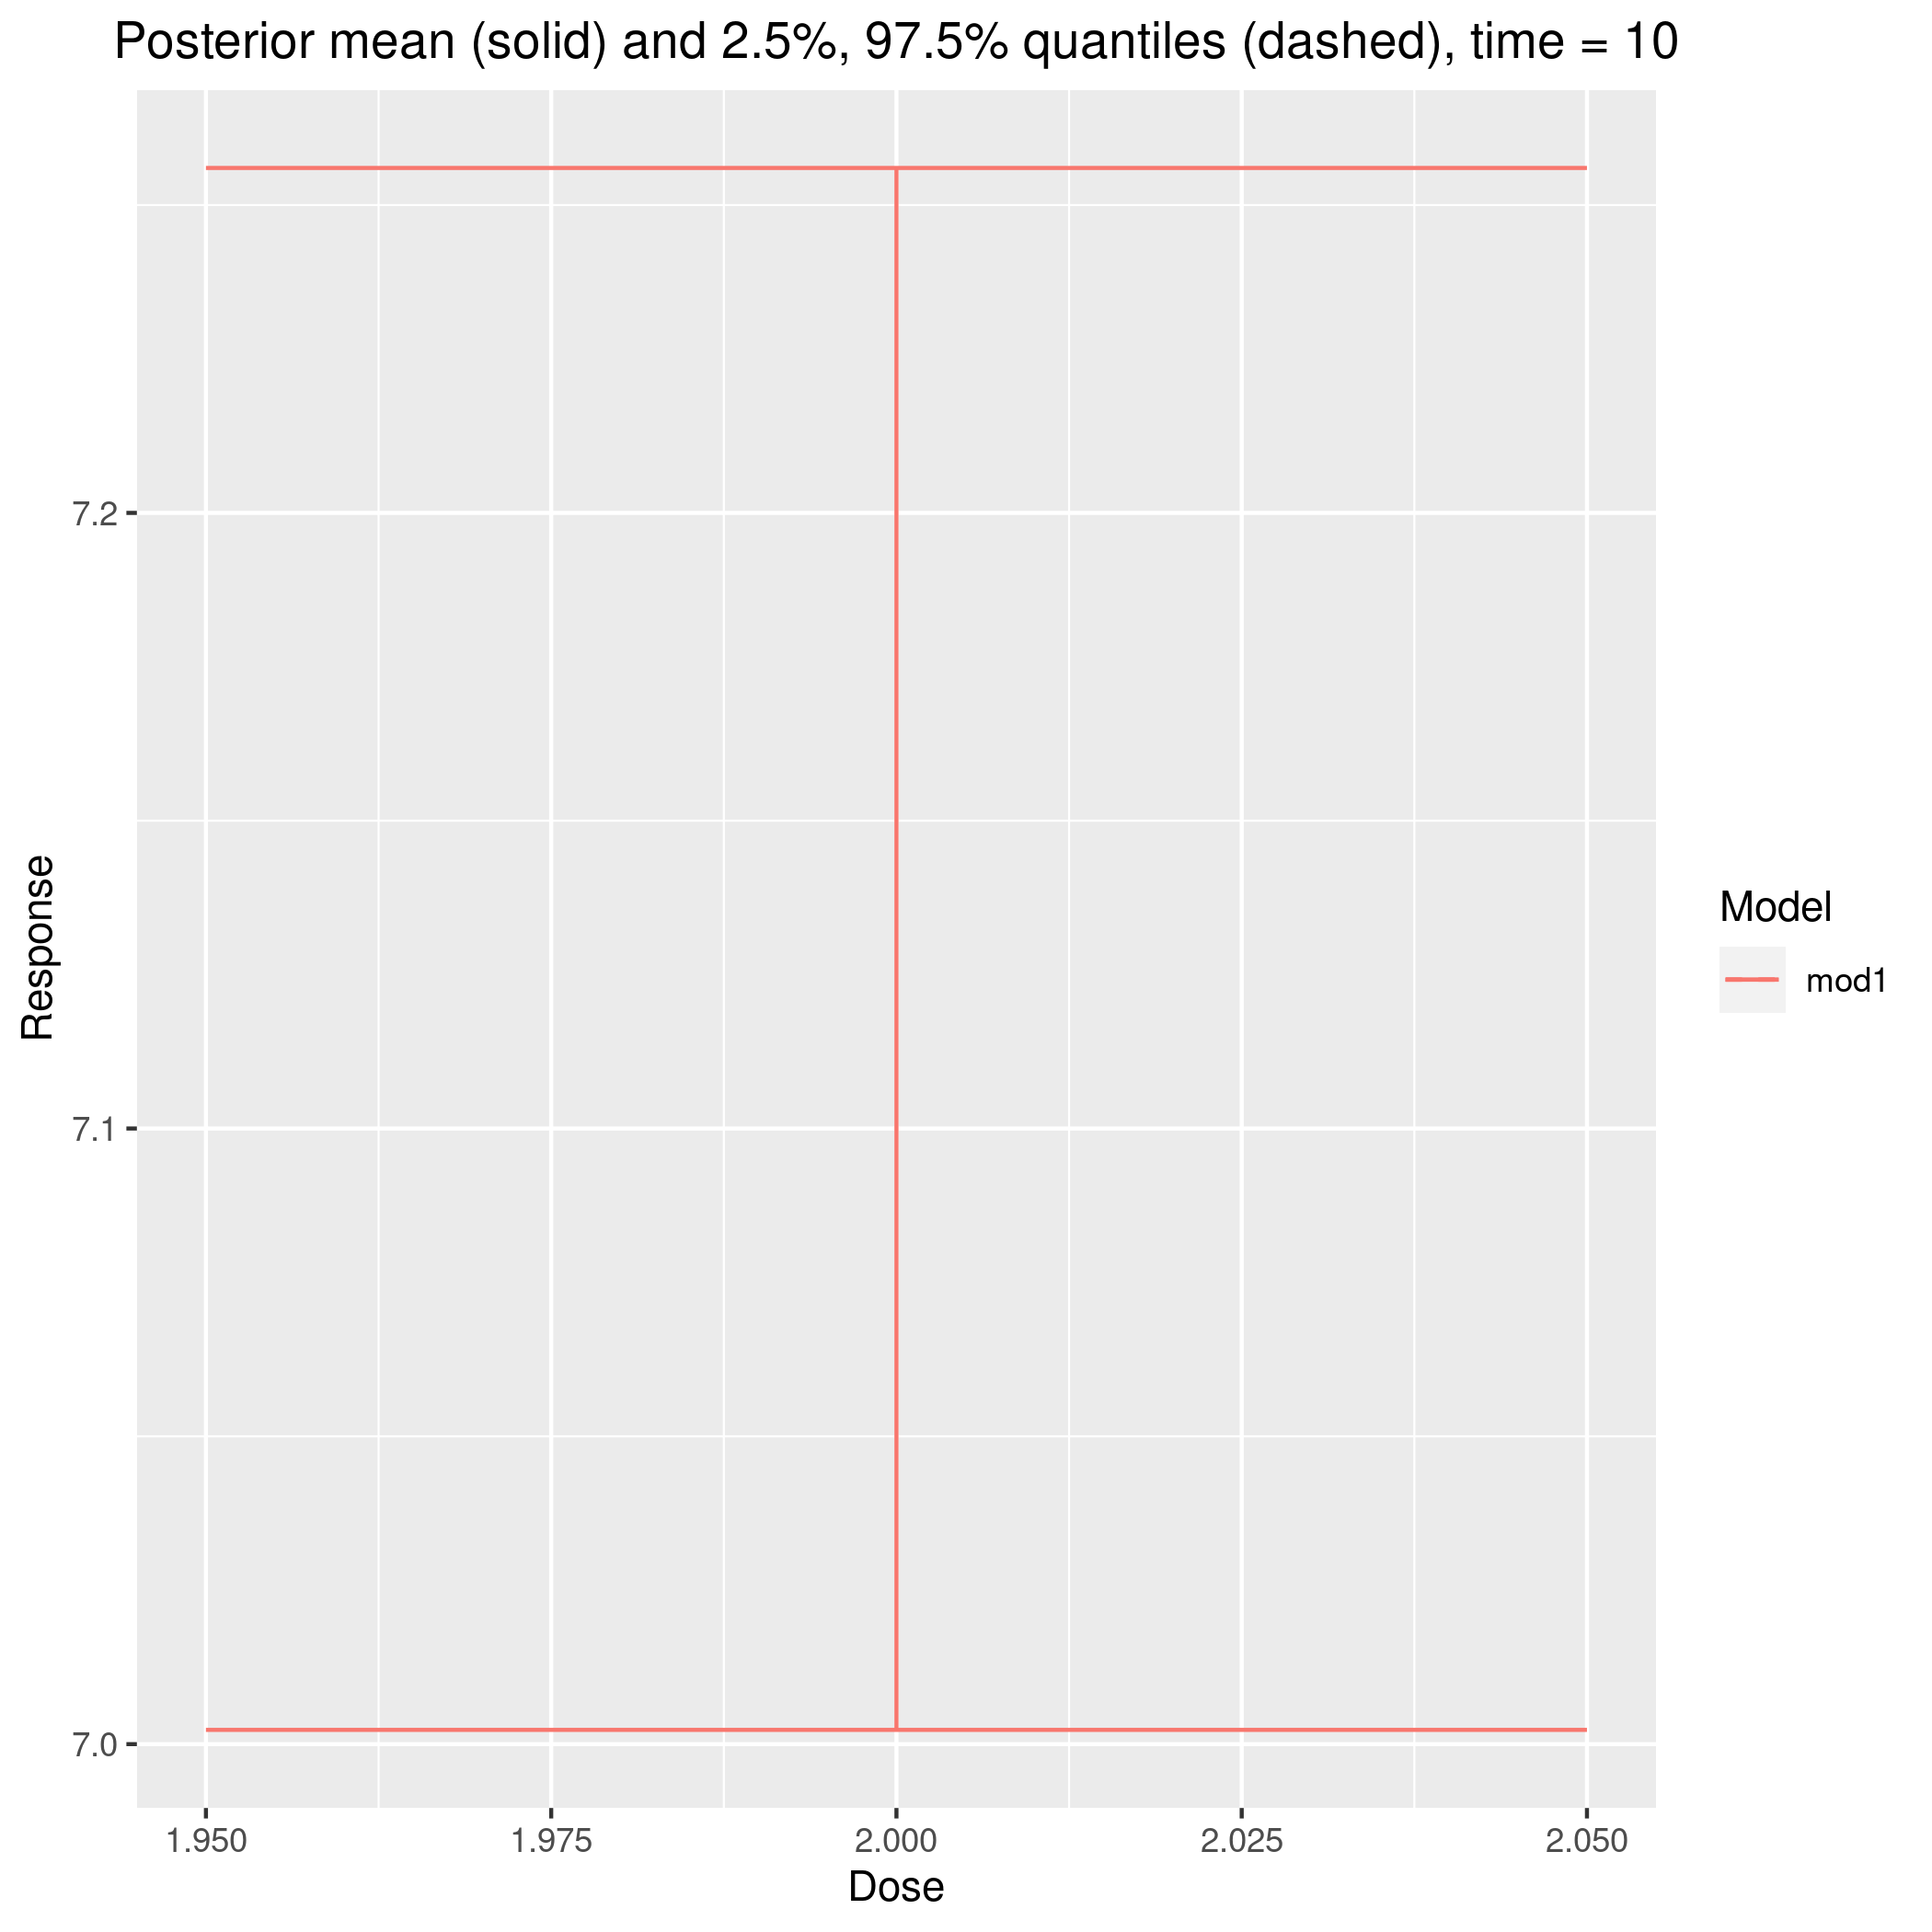 Posterior mean (solid) and 2.5%, 97.5% quantiles (dashed), time = 10
Response
7.2
7.1
7.0
1.950 1.975 2.000 2.025 2.050
Dose
Model
mod1